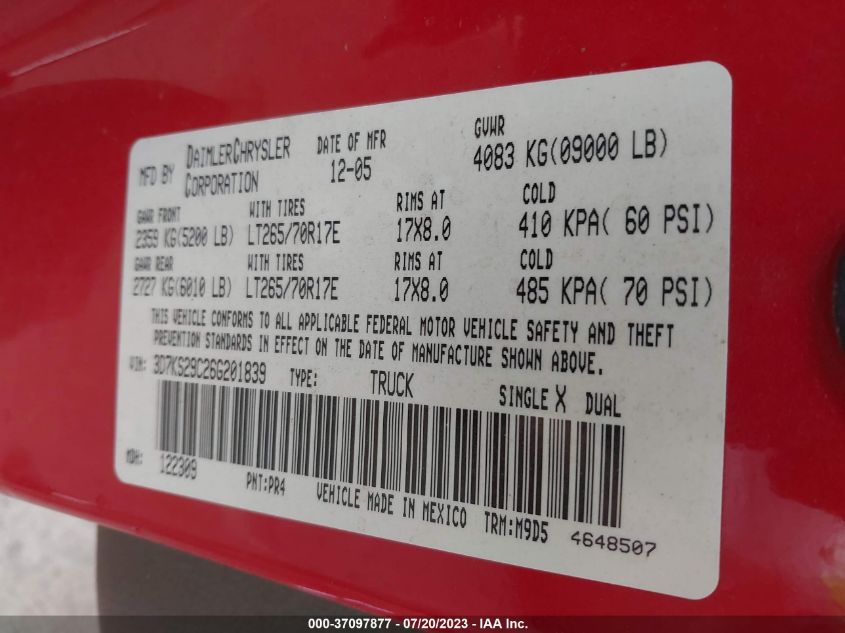 MFD BY DAIMLERCHRYSLER CORPORATION DATE OF MFR 12-05 GVWR 4083 KG(09000 LB)
GAWR FRONT WITH TIRES RIMS AT COLD
2359 KG(5200 LB) LT265/70R17E 17X8.0 410 KPA( 60 PSI)
GAWR REAR WITH TIRES RIMS AT COLD
2727 KG(6010 LB) LT265/70R17E 17X8.0 485 KPA( 70 PSI)
THIS VEHICLE CONFORMS TO ALL APPLICABLE FEDERAL MOTOR VEHICLE SAFETY AND THEFT
PREVENTION STANDARDS IN EFFECT ON THE DATE OF MANUFACTURE SHOWN ABOVE.
VIN: 3D7KS29C26G201839 TYPE: TRUCK SINGLE X DUAL
MDH: 122309 PNT:PR4 VEHICLE MADE IN MEXICO TRM:M9D5 4648507
000-37097877 - 07/20/2023 - Copyright 2023 - IAA Inc.